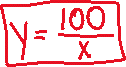 y = 100/x